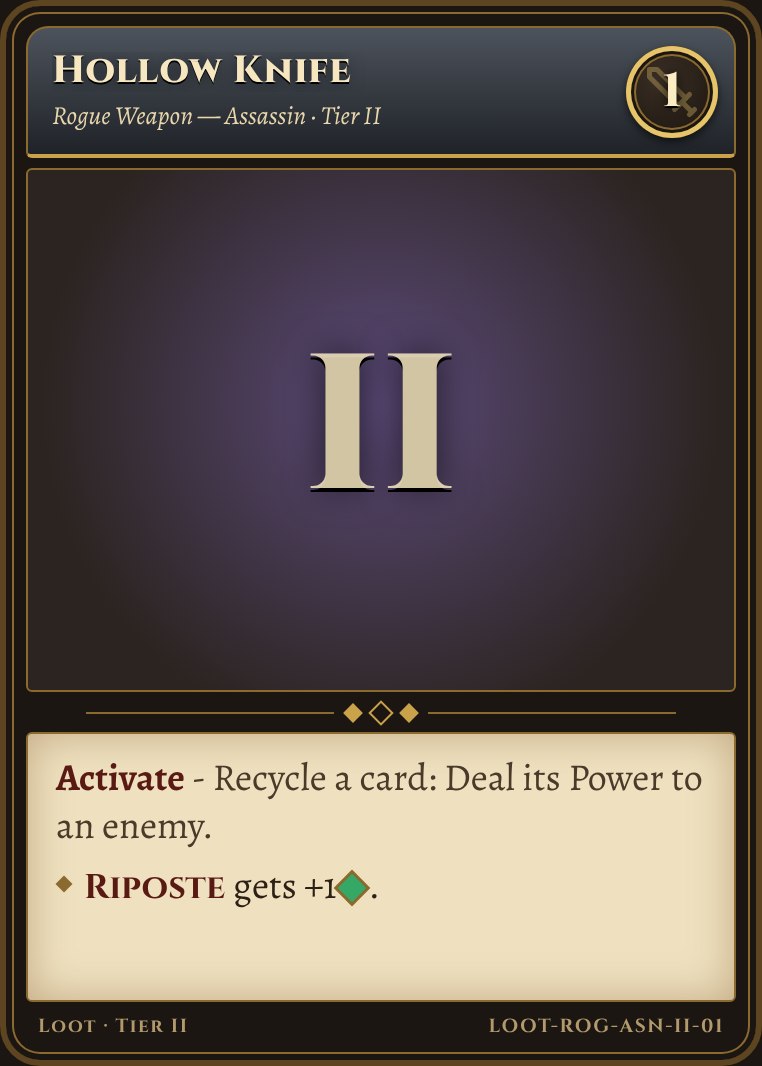 Hollow Knife
1
Rogue Weapon — Assassin · Tier II
II
Activate - Recycle a card: Deal its Power to
an enemy.
Riposte gets +1.
Loot · Tier II
LOOT-ROG-ASN-II-01